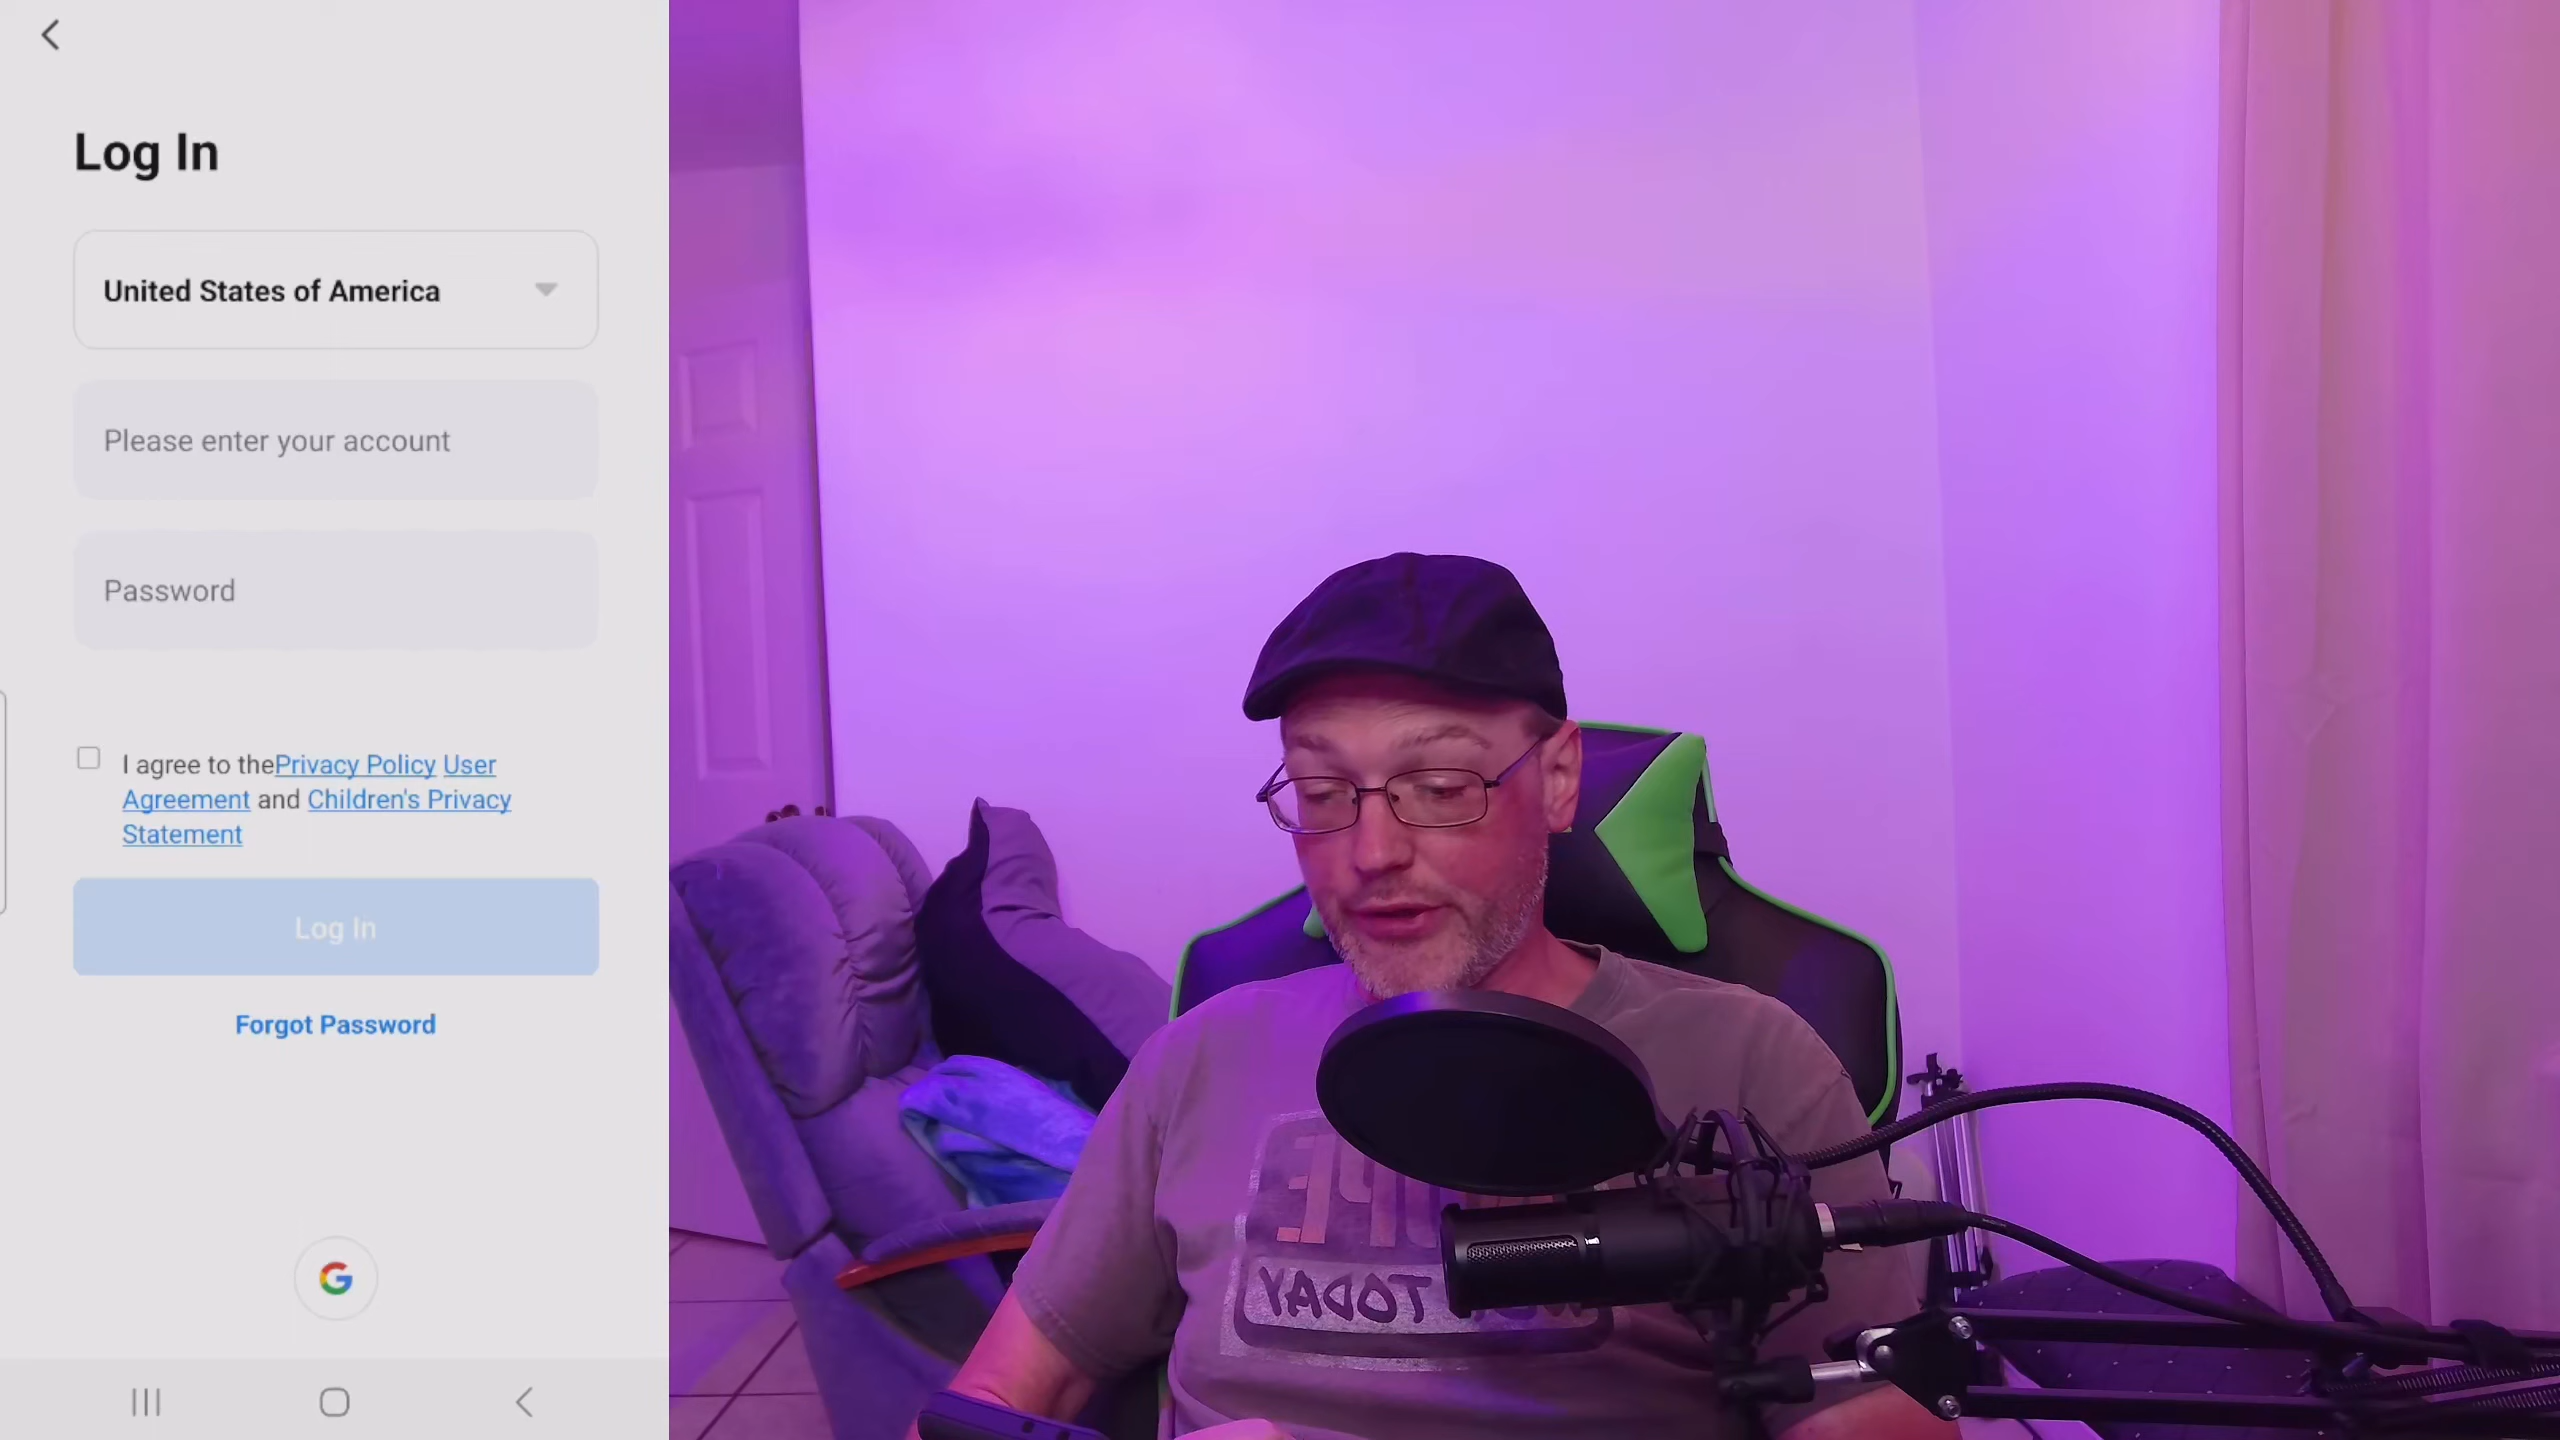 Log In
United States of America
Please enter your account
Password
I agree to thePrivacy Policy User
Agreement and Children's Privacy
Statement
Log In
Forgot Password
TODAY